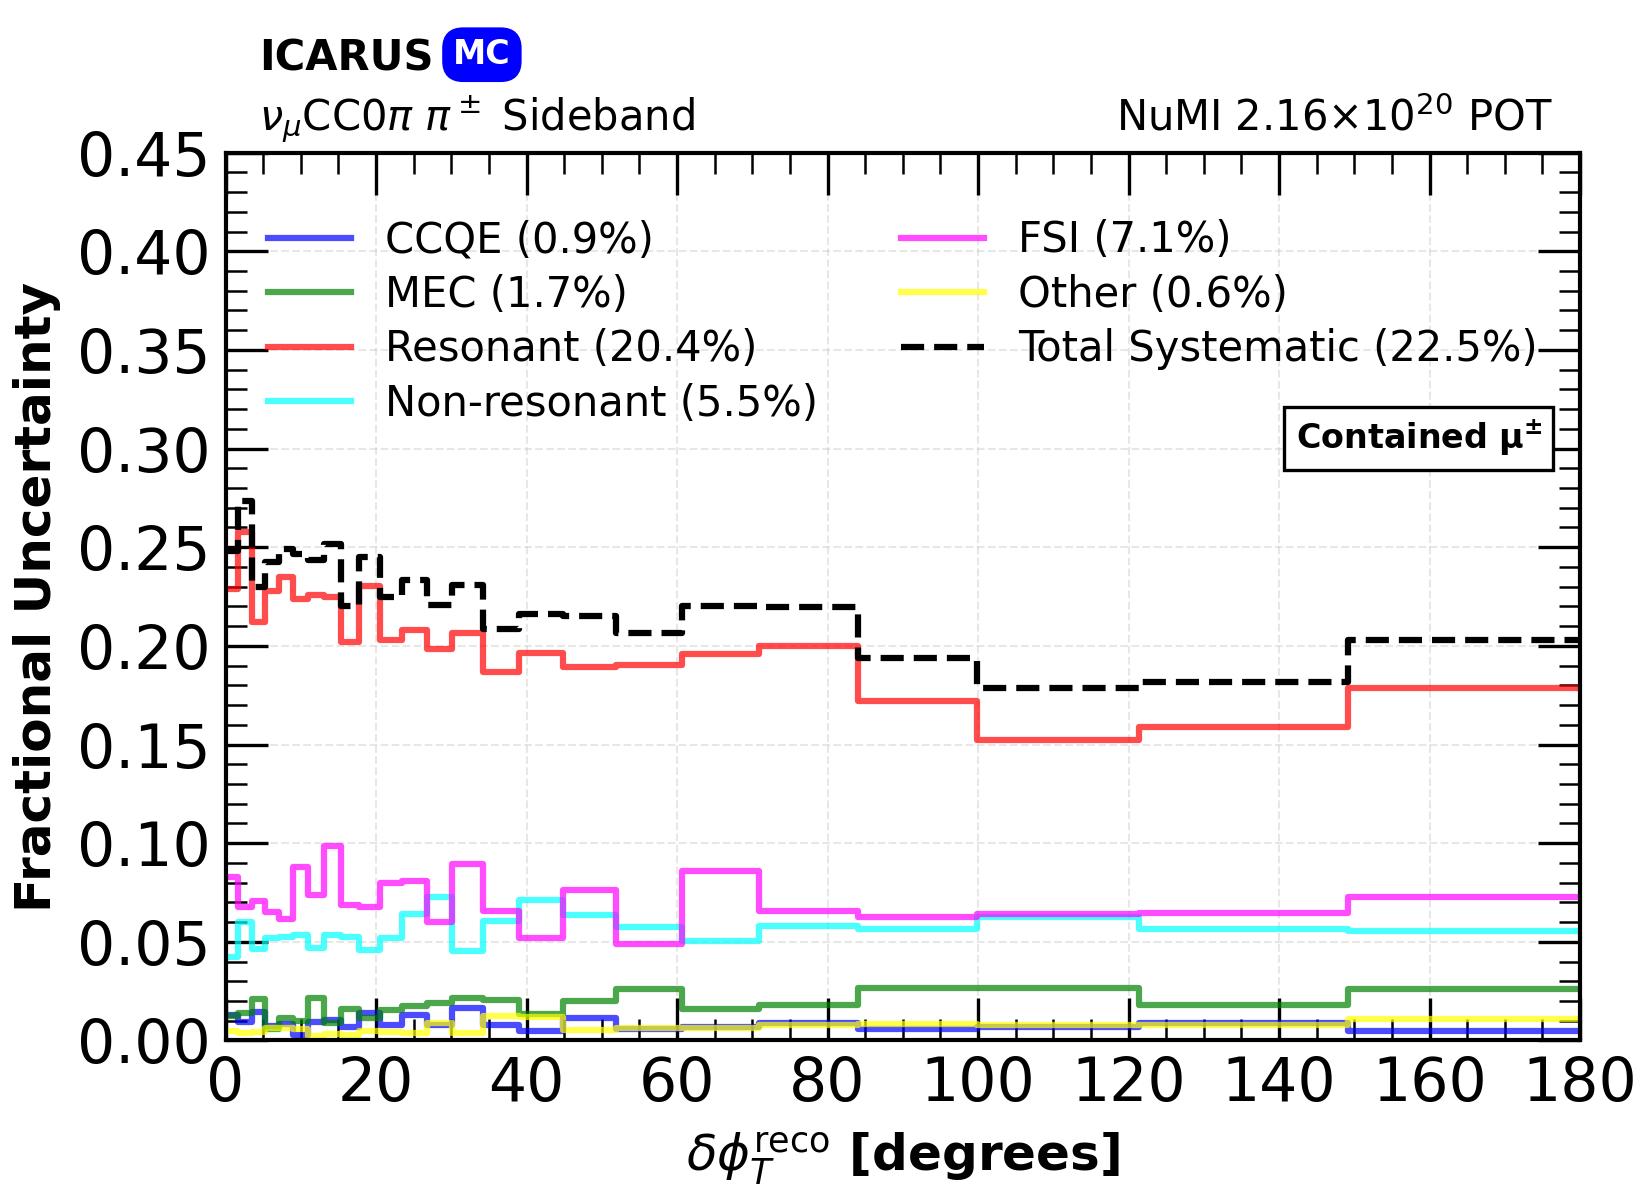 ICARUS MC
νμCC0π π± Sideband
NuMI 2.16×10²⁰ POT
0.45
0.40
0.35
0.30
0.25
0.20
0.15
0.10
0.05
0.00
Fractional Uncertainty
CCQE (0.9%)
MEC (1.7%)
Resonant (20.4%)
Non-resonant (5.5%)
FSI (7.1%)
Other (0.6%)
Total Systematic (22.5%)
Contained μ±
0 20 40 60 80 100 120 140 160 180
δϕ_T^reco [degrees]